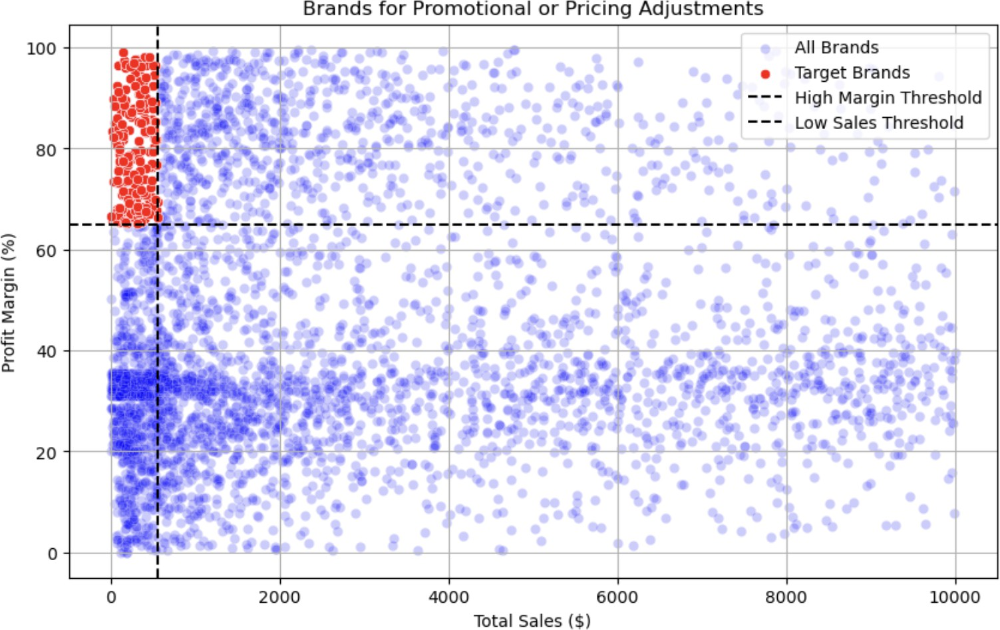 Brands for Promotional or Pricing Adjustments
All Brands
Target Brands
High Margin Threshold
Low Sales Threshold
100
80
60
40
20
0
Profit Margin (%)
0 2000 4000 6000 8000 10000
Total Sales ($)